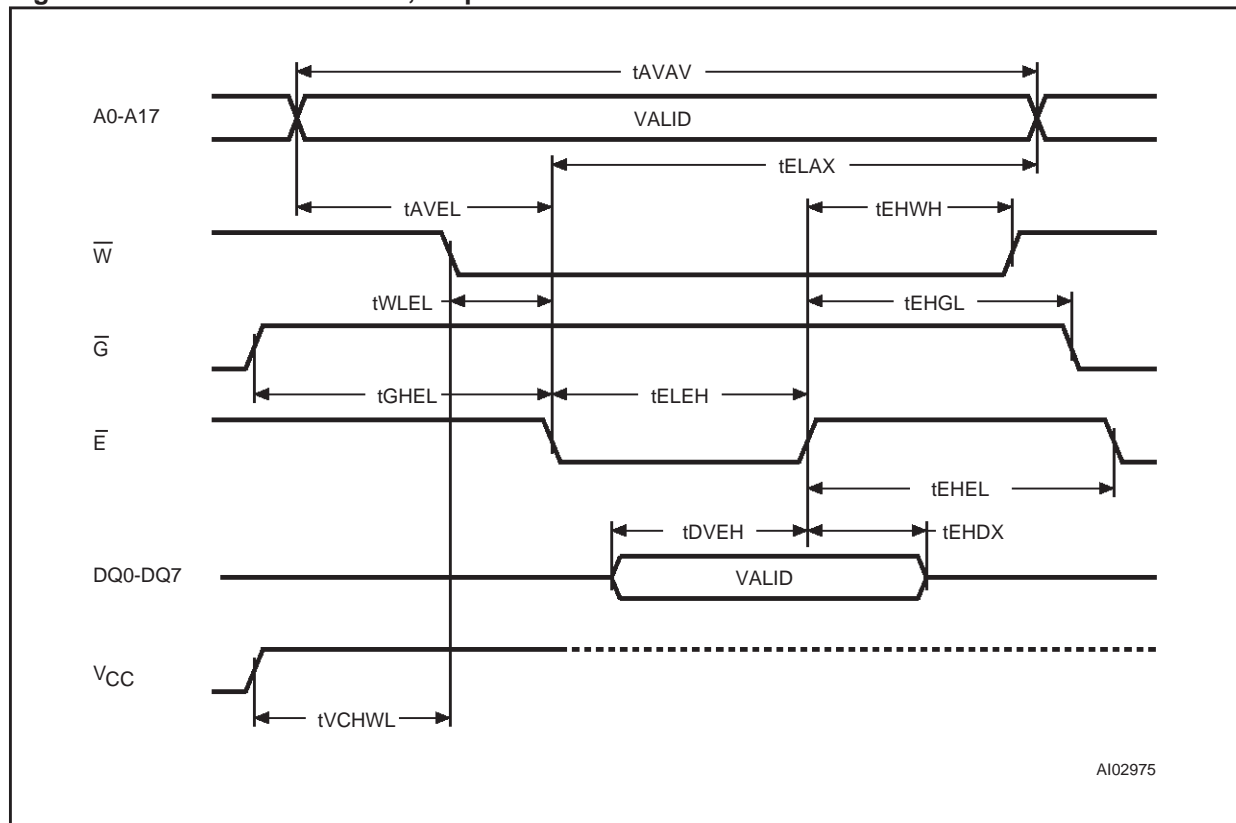 tAVAV
A0-A17
VALID
tELAX
tAVEL
tEHWH
W
tWLEL
tEHGL
G
tGHEL
tELEH
E
tEHEL
tDVEH
tEHDX
DQ0-DQ7
VALID
VCC
tVCHWL
AI02975